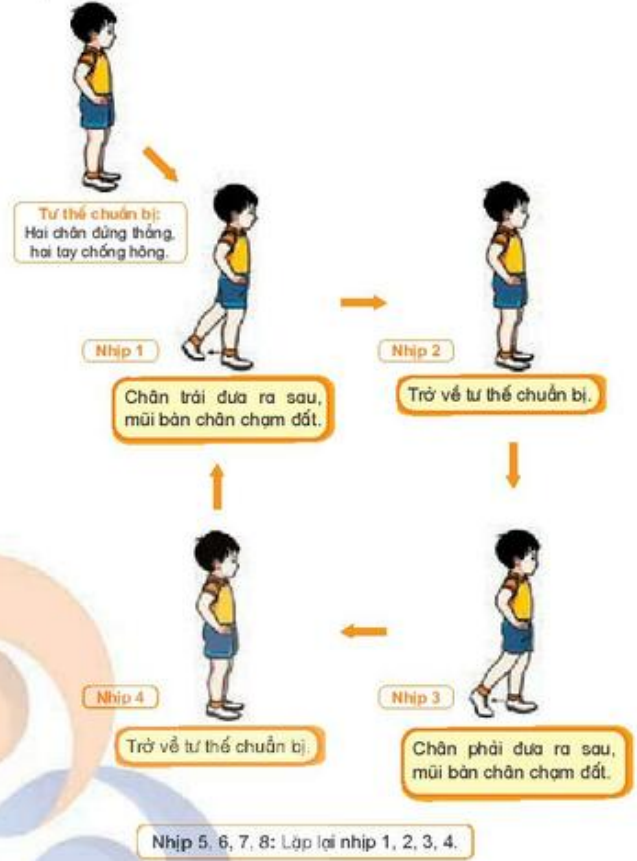 Tư thế chuẩn bị:
Hai chân đứng thẳng,
hai tay chống hông.
Nhịp 1
Chân trái đưa ra sau,
mũi bàn chân chạm đất.
Nhịp 2
Trở về tư thế chuẩn bị.
Nhịp 3
Chân phải đưa ra sau,
mũi bàn chân chạm đất.
Nhịp 4
Trở về tư thế chuẩn bị.
Nhịp 5, 6, 7, 8: Lặp lại nhịp 1, 2, 3, 4.